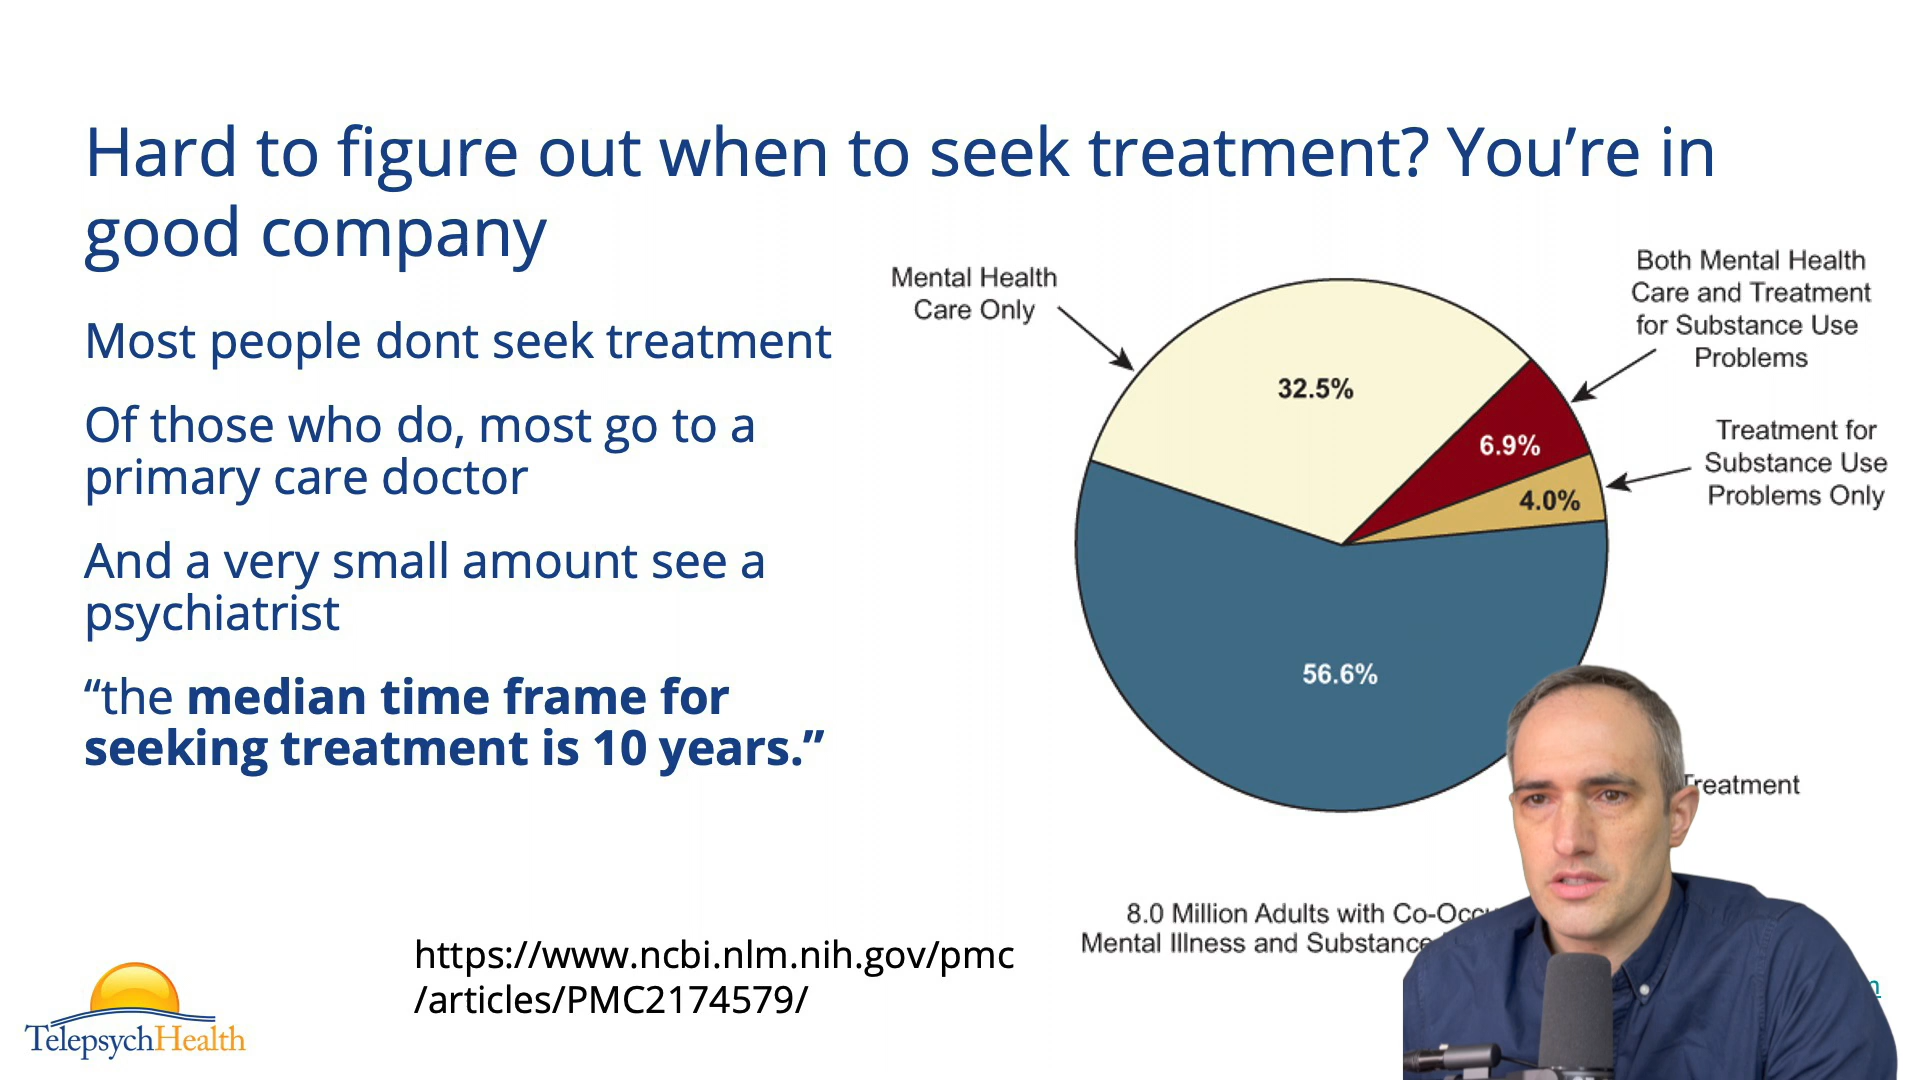 Hard to figure out when to seek treatment? You’re in
good company
Most people dont seek treatment
Of those who do, most go to a
primary care doctor
And a very small amount see a
psychiatrist
“the median time frame for
seeking treatment is 10 years.”
Mental Health
Care Only
Both Mental Health
Care and Treatment
for Substance Use
Problems
Treatment for
Substance Use
Problems Only
32.5%
6.9%
4.0%
56.6%
Treatment
8.0 Million Adults with
Mental Illness and Substance
https://www.ncbi.nlm.nih.gov/pmc
/articles/PMC2174579/
TelepsychHealth